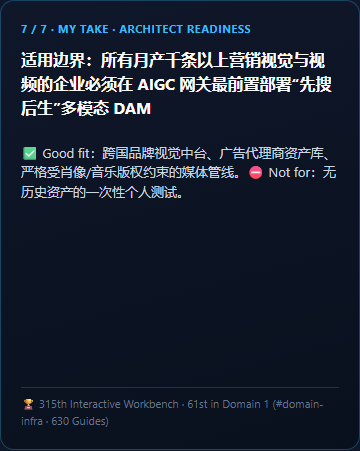 7 / 7 · MY TAKE · ARCHITECT READINESS
适用边界：所有月产千条以上营销视觉与视
频的企业必须在 AIGC 网关最前置部署“先搜
后生”多模态 DAM
✅ Good fit：跨国品牌视觉中台、广告代理商资产库、
严格受肖像/音乐版权约束的媒体管线。⛔ Not for：无
历史资产的一次性个人测试。
🏆 315th Interactive Workbench · 61st in Domain 1 (#domain-
infra · 630 Guides)